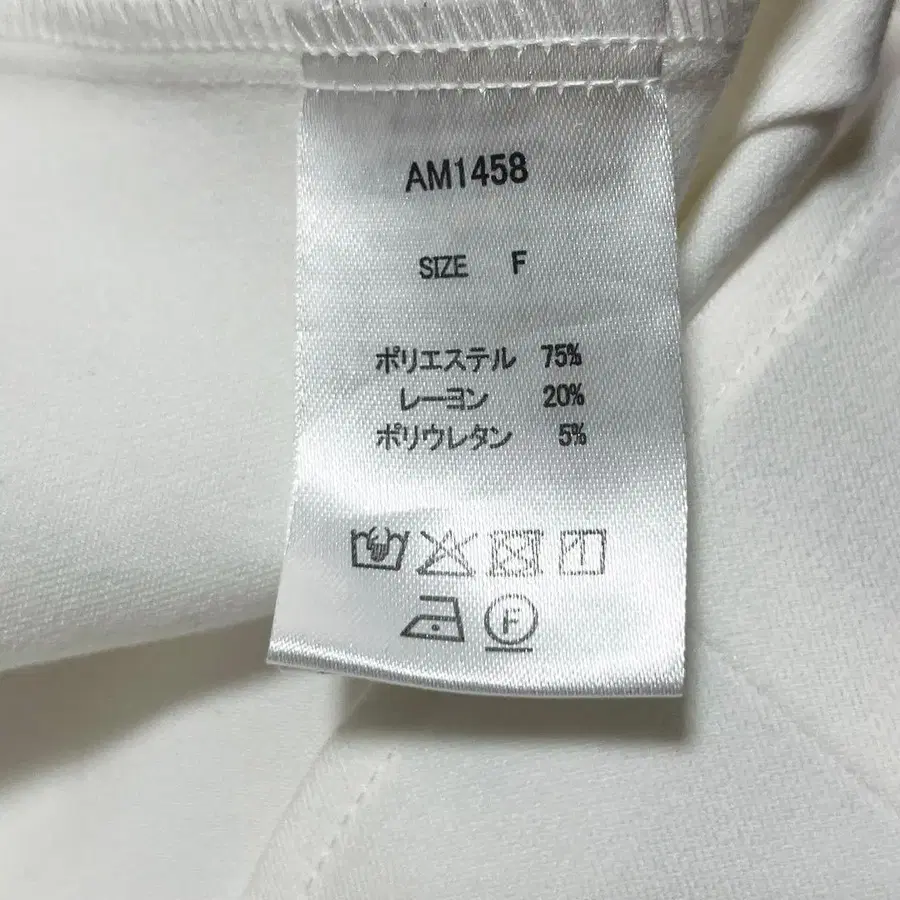 AM1458
SIZE F
ポリエステル 75%
レーヨン 20%
ポリウレタン 5%
F